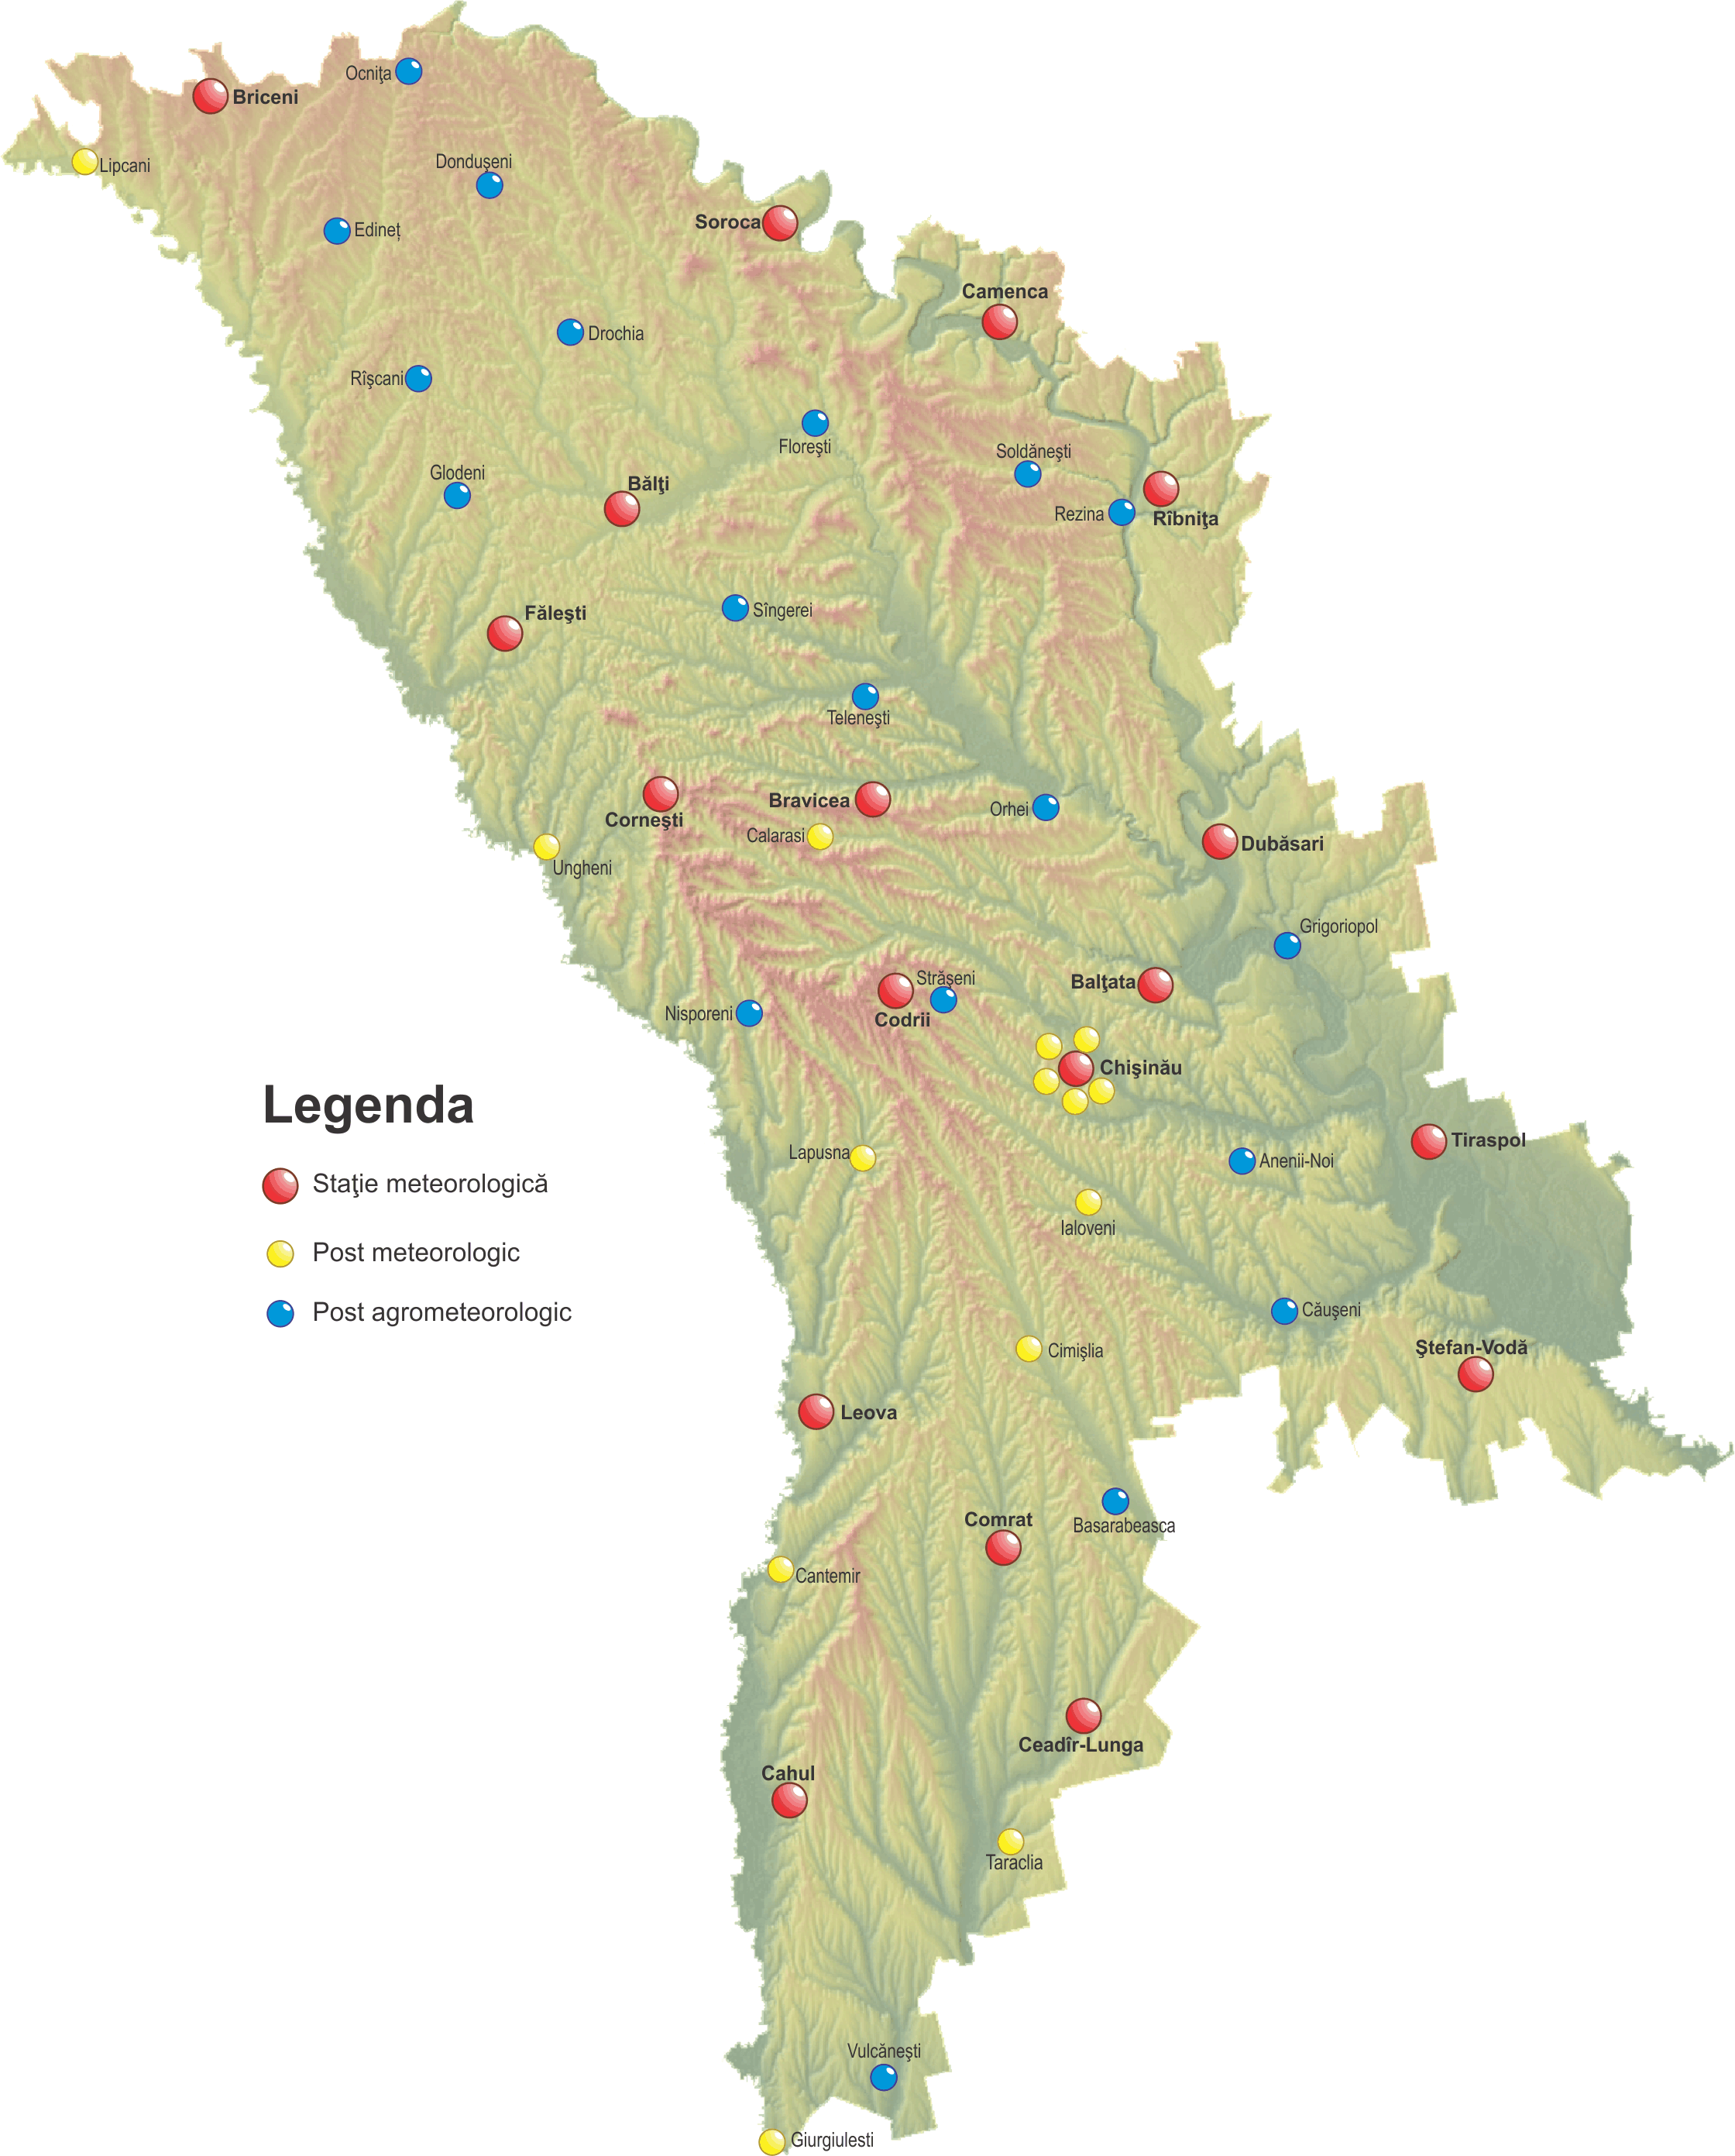 Ocniţa
Briceni
Lipcani
Donduşeni
Edineț
Soroca
Camenca
Drochia
Rîşcani
Floreşti
Soldăneşti
Glodeni
Bălţi
Rezina
Rîbniţa
Făleşti
Sîngerei
Teleneşti
Corneşti
Bravicea
Orhei
Calarasi
Dubăsari
Ungheni
Grigoriopol
Străşeni
Balţata
Nisporeni
Codrii
Chişinău
Legenda
Staţie meteorologică
Post meteorologic
Post agrometeorologic
Tiraspol
Lapusna
Anenii-Noi
Ialoveni
Căuşeni
Cimişlia
Ştefan-Vodă
Leova
Comrat
Basarabeasca
Cantemir
Ceadîr-Lunga
Cahul
Taraclia
Vulcăneşti
Giurgiulesti